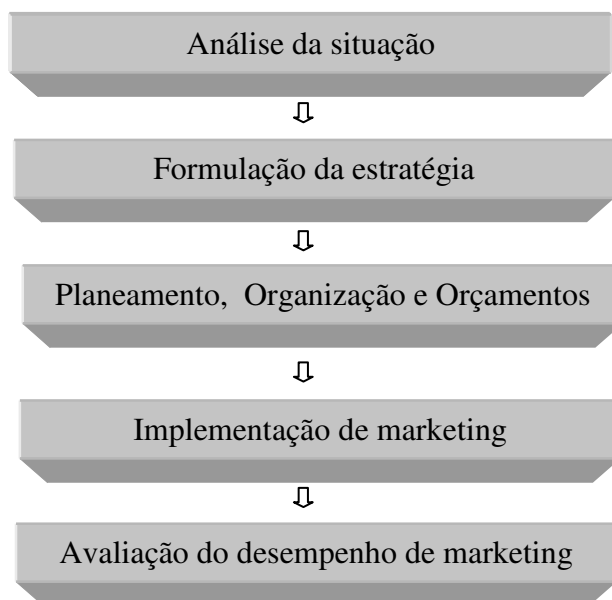 Análise da situação
Formulação da estratégia
Planeamento, Organização e Orçamentos
Implementação de marketing
Avaliação do desempenho de marketing